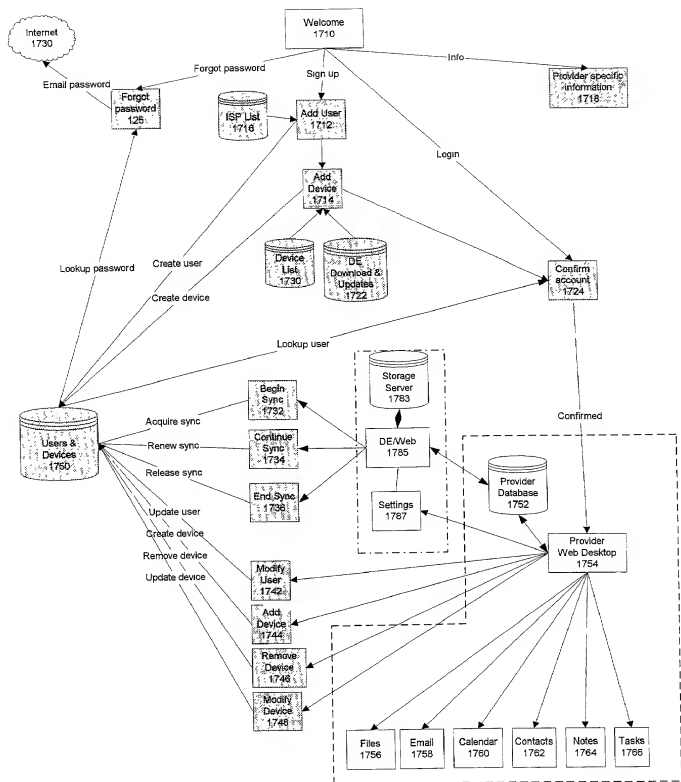 Welcome
1710
Internet
1730
Forgot password
Info
Email password
Sign up
Forgot
password
125
Provider specific
information
1718
ISP List
1716
Add User
1712
Login
Add
Device
1714
Device
List
1730
DE
Download &
Updates
1722
Create user
Lookup password
Create device
Confirm
account
1724
Lookup user
Storage
Server
1783
Begin
Sync
1732
Acquire sync
Confirmed
Users &
Devices
1750
Renew sync
Continue
Sync
1734
DE/Web
1785
Release sync
End Sync
1736
Settings
1787
Provider
Database
1752
Update user
Create device
Remove device
Update device
Provider
Web Desktop
1754
Modify
User
1742
Add
Device
1744
Remove
Device
1746
Modify
Device
1748
Files
1756
Email
1758
Calendar
1760
Contacts
1762
Notes
1764
Tasks
1766